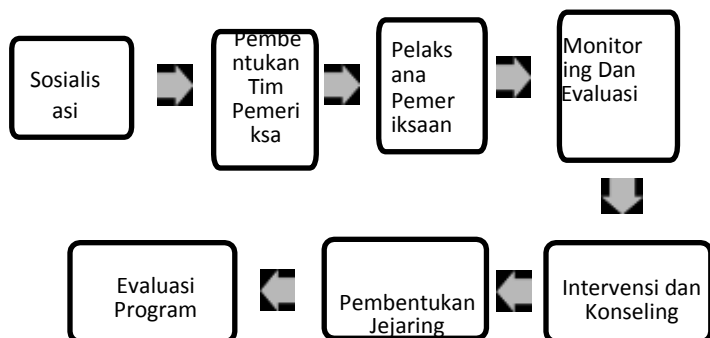 Sosialis
asi
Pembe
ntukan
Tim
Pemeri
ksa
Pelaks
ana
Pemer
iksaan
Monitor
ing Dan
Evaluasi
Intervensi dan
Konseling
Pembentukan
Jejaring
Evaluasi
Program